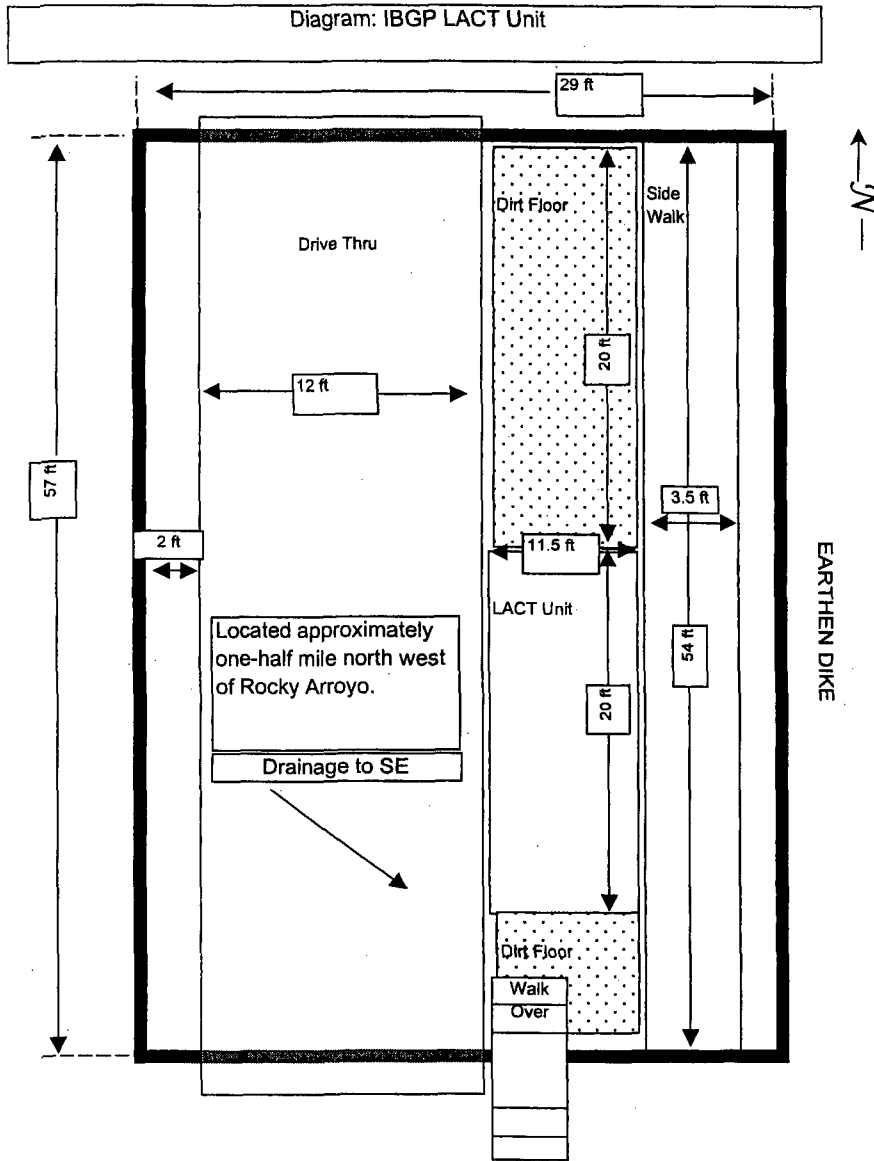 Diagram: IBGP LACT Unit
29 ft
N
Dirt Floor
Side
Walk
Drive Thru
20 ft
12 ft
57 ft
3.5 ft
2 ft
11.5 ft
EARTHEN DIKE
LACT Unit
Located approximately
one-half mile north west
of Rocky Arroyo.
54 ft
20 ft
Drainage to SE
Dirt Floor
Walk
Over